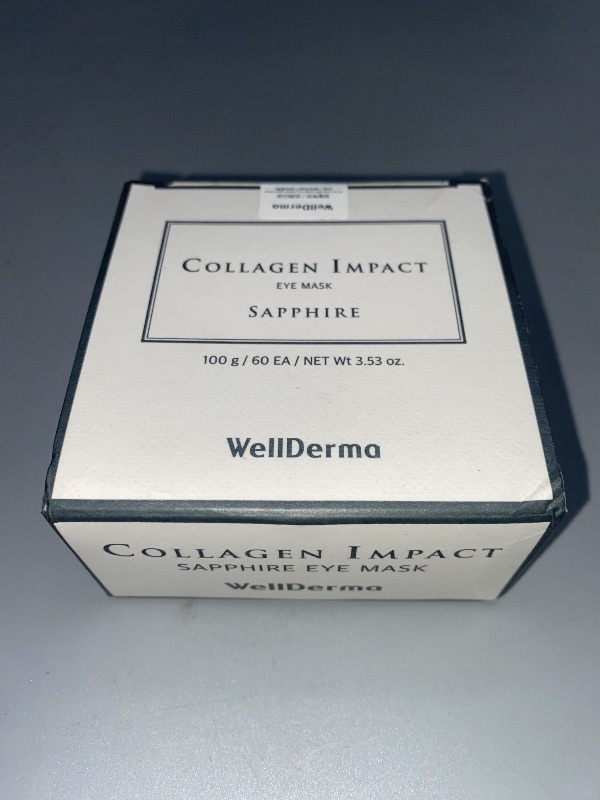 WellDerma
COLLAGEN IMPACT
EYE MASK
SAPPHIRE
100 g / 60 EA / NET Wt 3.53 oz.
WellDerma
COLLAGEN IMPACT
SAPPHIRE EYE MASK
WellDerma